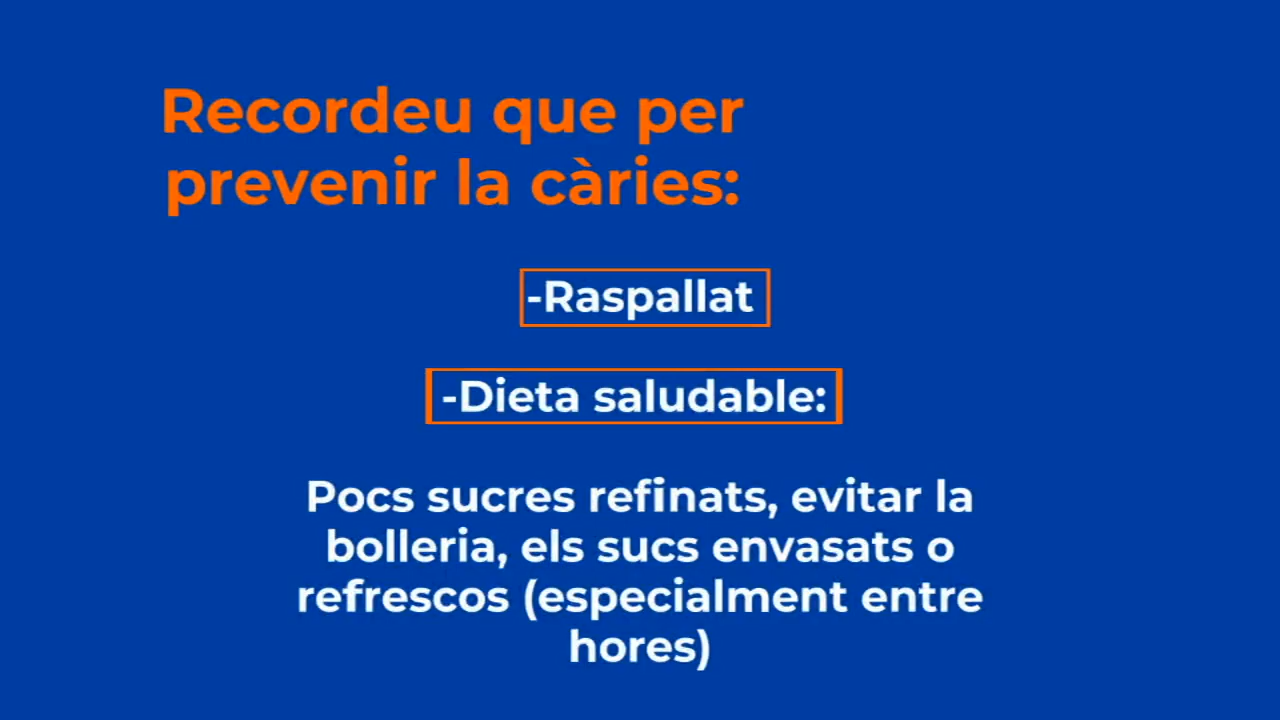 Recordeu que per
prevenir la càries:
-Raspallat
-Dieta saludable:
Pocs sucres refinats, evitar la
bolleria, els sucs envasats o
refrescos (especialment entre
hores)